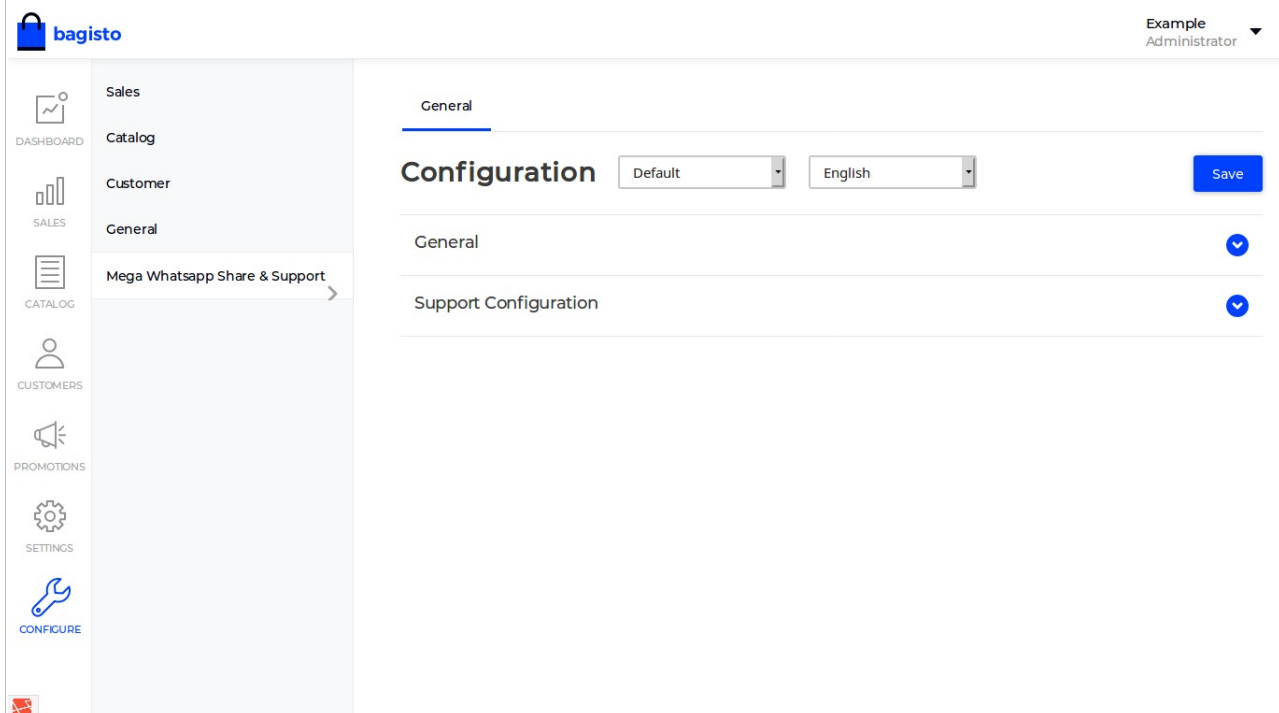 bagisto
Example
Administrator
DASHBOARD
SALES
CATALOG
CUSTOMERS
PROMOTIONS
SETTINGS
CONFIGURE
Sales
Catalog
Customer
General
Mega Whatsapp Share & Support
General
Configuration
Default
English
Save
General
Support Configuration